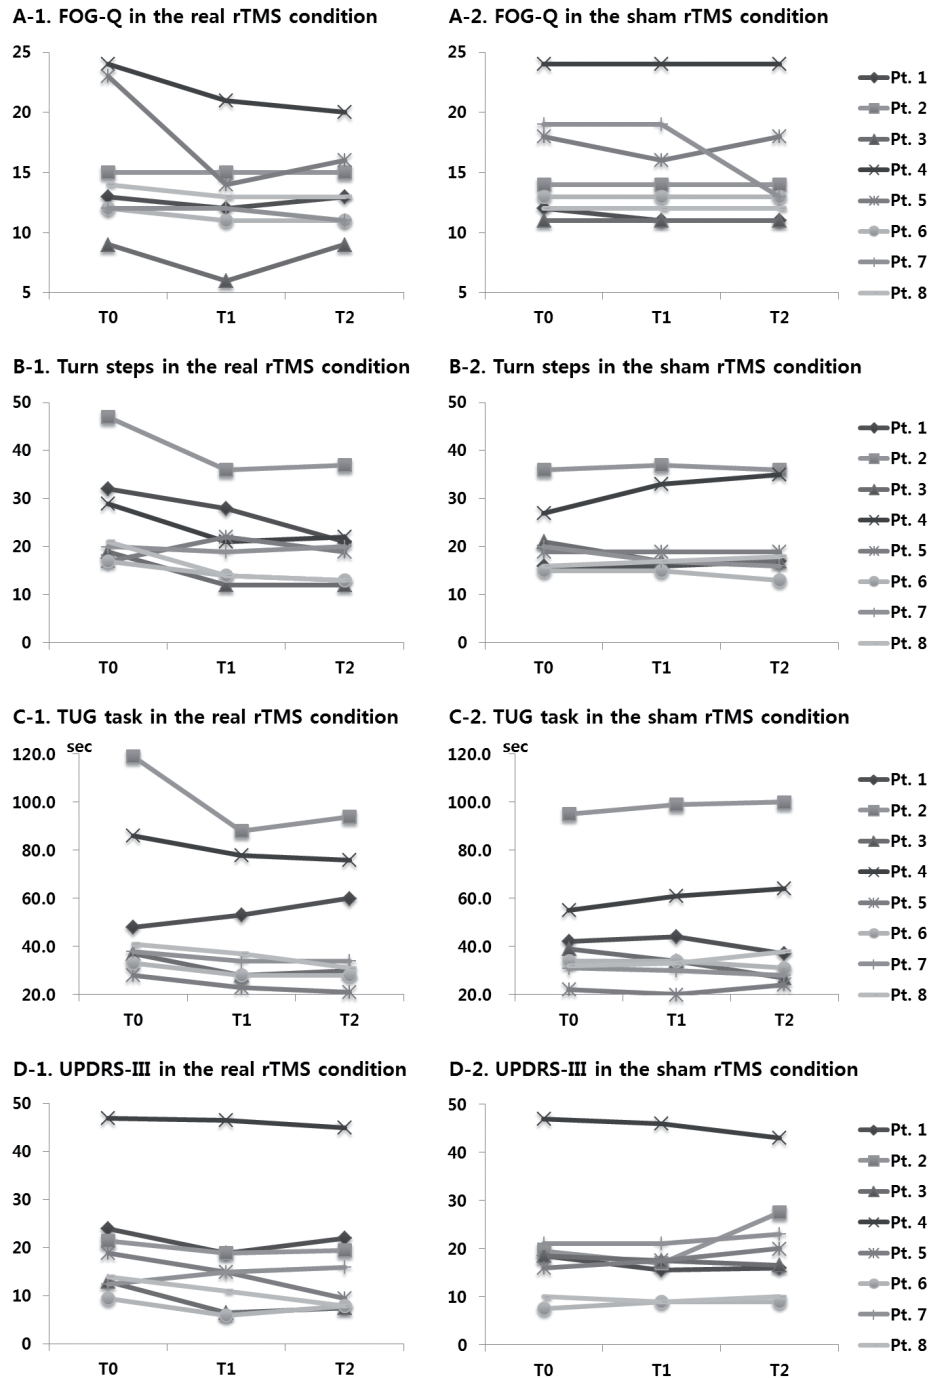 A-1. FOG-Q in the real rTMS condition
25
20
15
10
5
T0 T1 T2
A-2. FOG-Q in the sham rTMS condition
25
20
15
10
5
T0 T1 T2
Pt. 1
Pt. 2
Pt. 3
Pt. 4
Pt. 5
Pt. 6
Pt. 7
Pt. 8
B-1. Turn steps in the real rTMS condition
50
40
30
20
10
0
T0 T1 T2
B-2. Turn steps in the sham rTMS condition
50
40
30
20
10
0
T0 T1 T2
Pt. 1
Pt. 2
Pt. 3
Pt. 4
Pt. 5
Pt. 6
Pt. 7
Pt. 8
C-1. TUG task in the real rTMS condition
sec
120.0
100.0
80.0
60.0
40.0
20.0
T0 T1 T2
C-2. TUG task in the sham rTMS condition
sec
120.0
100.0
80.0
60.0
40.0
20.0
T0 T1 T2
Pt. 1
Pt. 2
Pt. 3
Pt. 4
Pt. 5
Pt. 6
Pt. 7
Pt. 8
D-1. UPDRS-III in the real rTMS condition
50
40
30
20
10
0
T0 T1 T2
D-2. UPDRS-III in the sham rTMS condition
50
40
30
20
10
0
T0 T1 T2
Pt. 1
Pt. 2
Pt. 3
Pt. 4
Pt. 5
Pt. 6
Pt. 7
Pt. 8